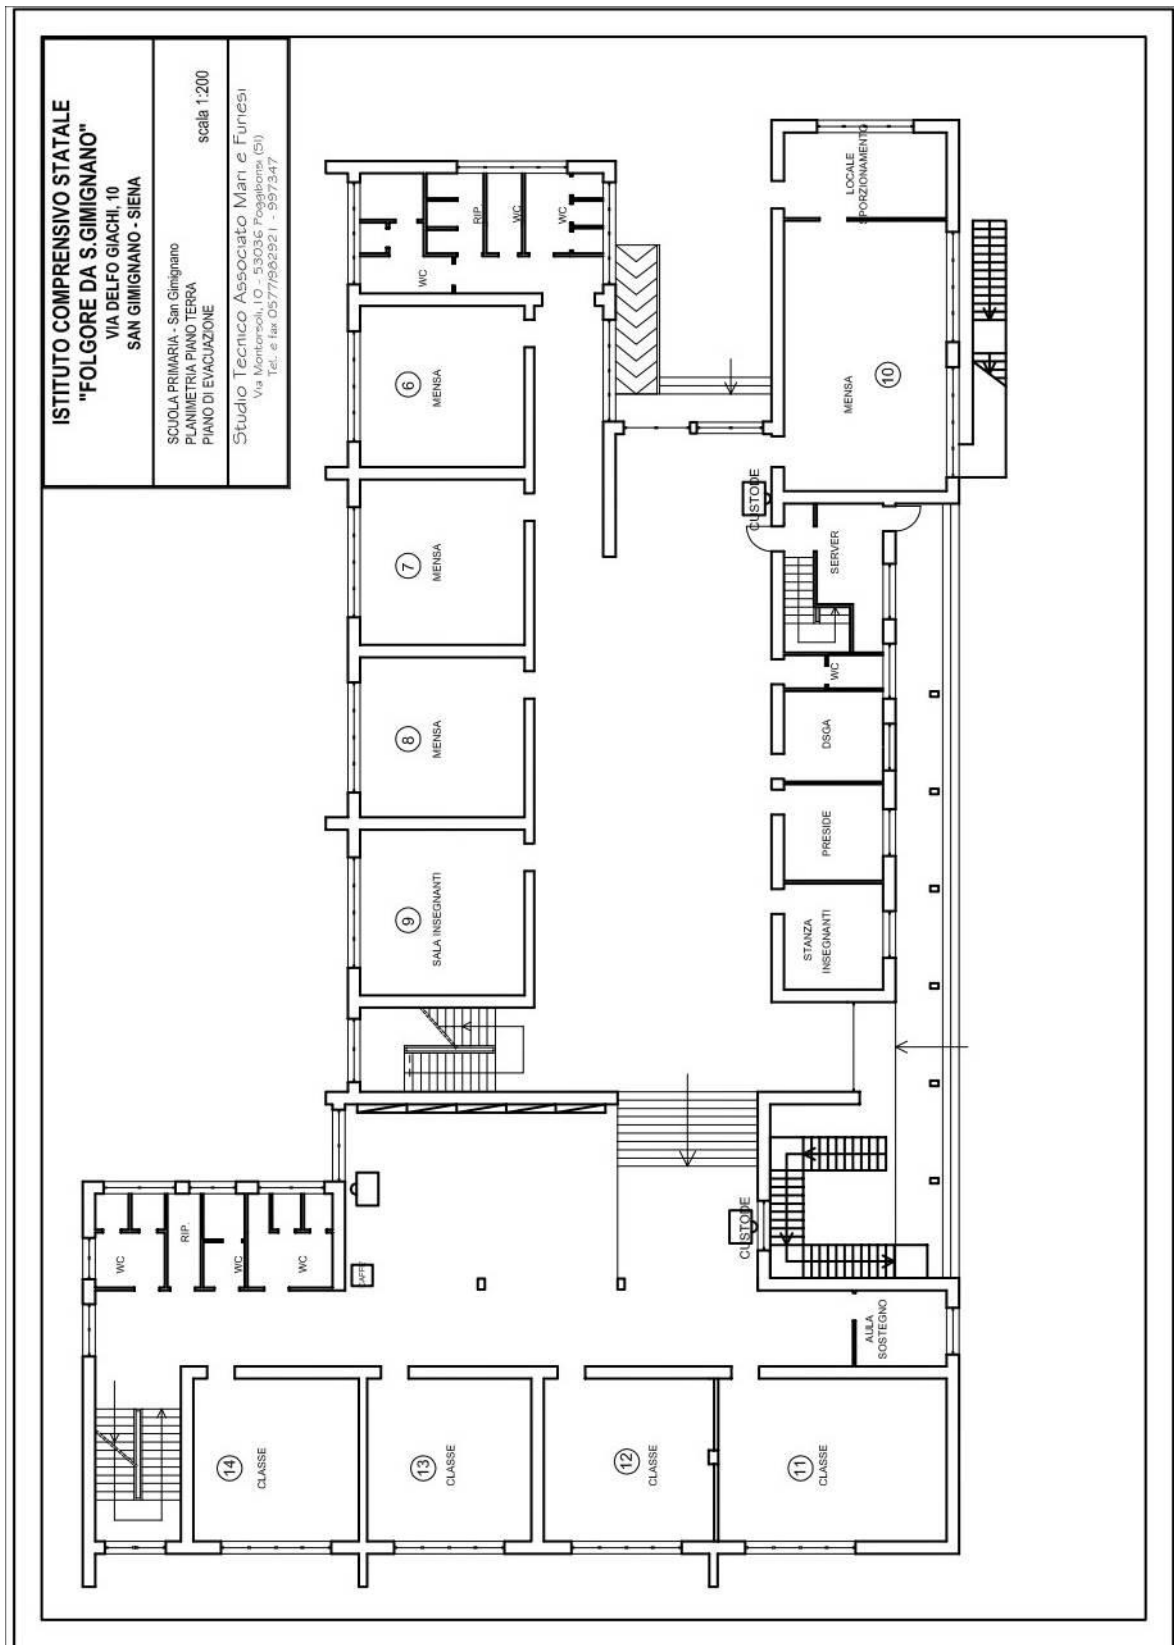 ISTITUTO COMPRENSIVO STATALE
"FOLGORE DA S.GIMIGNANO"
VIA DELFO GIACHI, 10
SAN GIMIGNANO - SIENA
SCUOLA PRIMARIA - San Gimignano
PLANIMETRIA PIANO TERRA
PIANO DI EVACUAZIONE
scala 1:200
Studio Tecnico Associato Mari e Furiesi
Via Montorsoli, 10 - 53036 Poggibonsi (SI)
Tel. e fax 0577/982921 - 997347
WC
RIP.
WC
WC
6
MENSA
7
MENSA
8
MENSA
9
SALA INSEGNANTI
LOCALE
SPORZIONAMENTO
MENSA
10
CUSTODE
SERVER
WC
DSGA
PRESIDE
STANZA
INSEGNANTI
WC
RIP.
WC
WC
CAFFE'
CUSTODE
AULA
SOSTEGNO
14
CLASSE
13
CLASSE
12
CLASSE
11
CLASSE